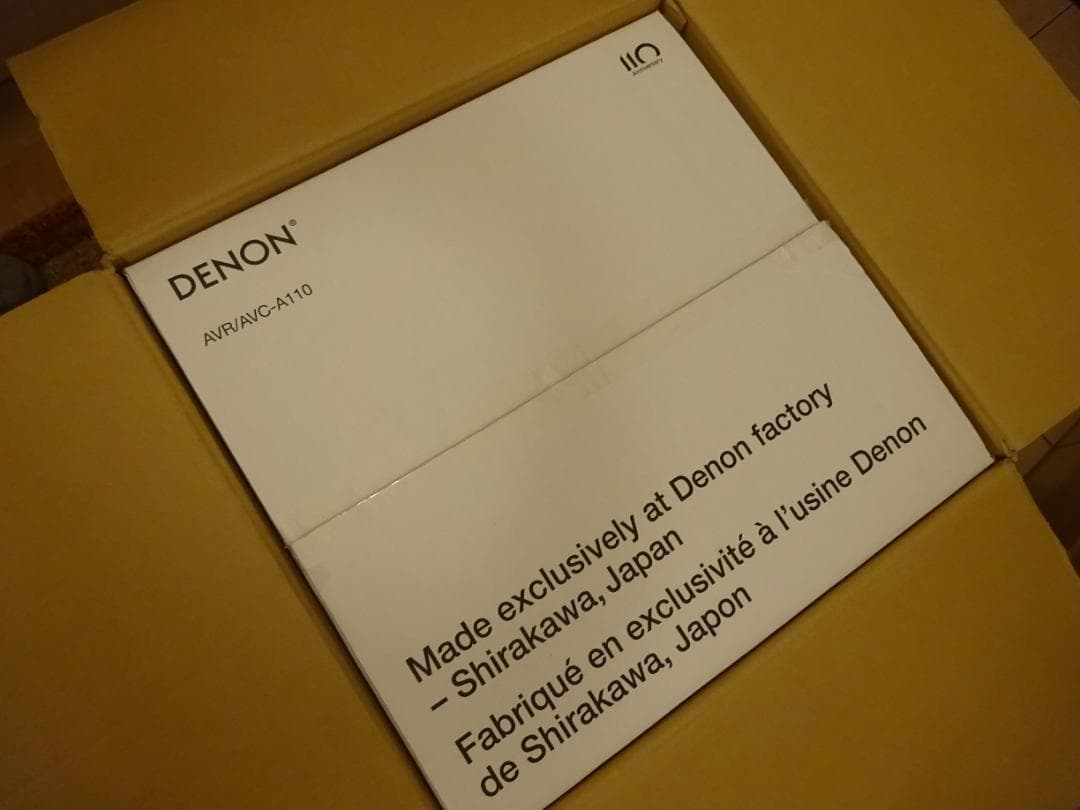 110
Anniversary
DENON®
AVR/AVC-A110
Made exclusively at Denon factory
– Shirakawa, Japan
Fabriqué en exclusivité à l'usine Denon
de Shirakawa, Japon